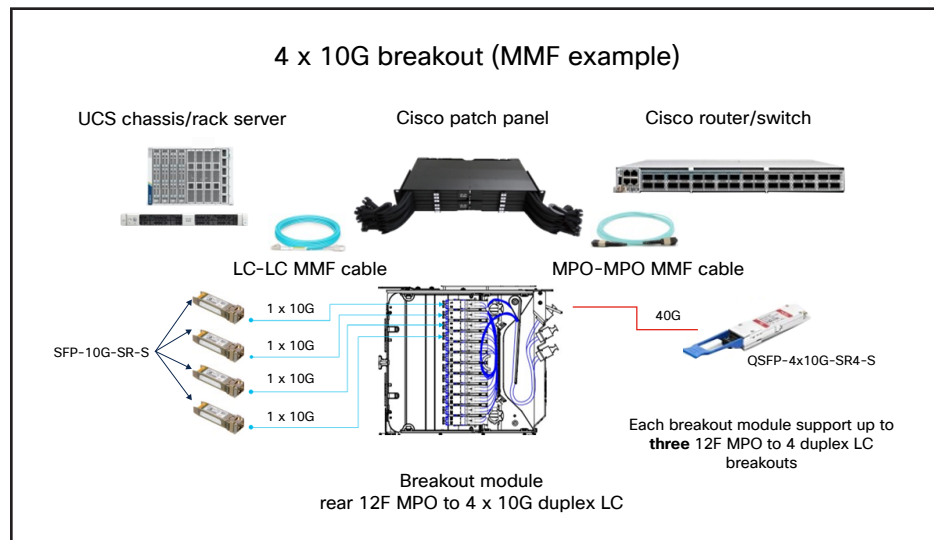 4 x 10G breakout (MMF example)
UCS chassis/rack server
Cisco patch panel
Cisco router/switch
LC-LC MMF cable
MPO-MPO MMF cable
1 x 10G
40G
SFP-10G-SR-S
1 x 10G
QSFP-4x10G-SR4-S
1 x 10G
1 x 10G
Each breakout module support up to
three 12F MPO to 4 duplex LC
breakouts
Breakout module
rear 12F MPO to 4 x 10G duplex LC